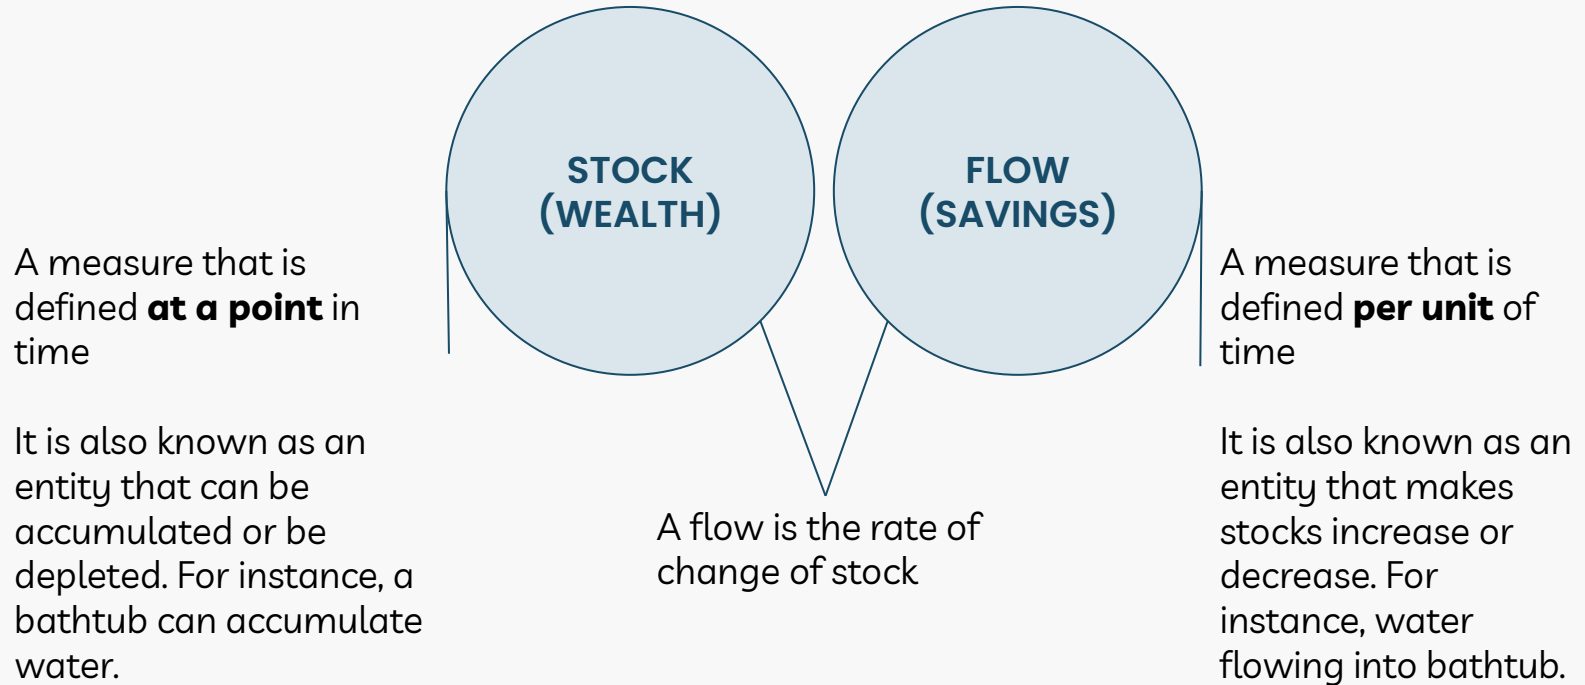 STOCK
(WEALTH)
FLOW
(SAVINGS)
A measure that is
defined at a point in
time
It is also known as an
entity that can be
accumulated or be
depleted. For instance, a
bathtub can accumulate
water.
A flow is the rate of
change of stock
A measure that is
defined per unit of
time
It is also known as an
entity that makes
stocks increase or
decrease. For
instance, water
flowing into bathtub.